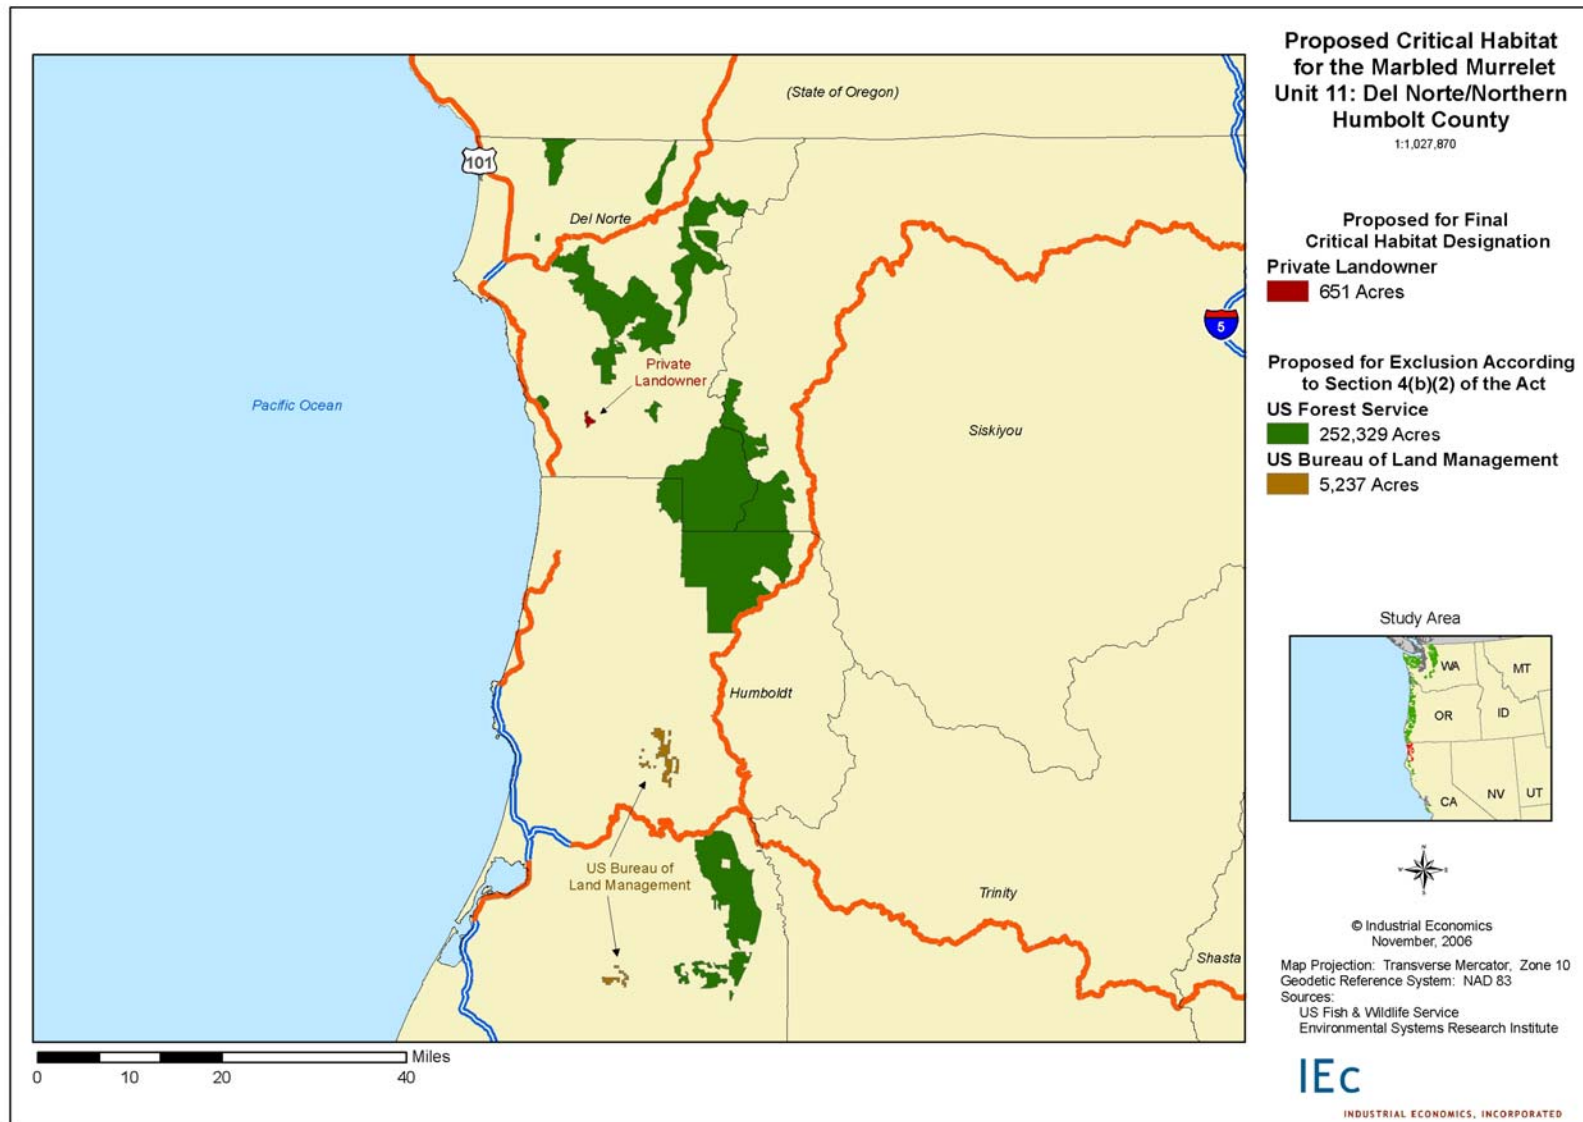 Proposed Critical Habitat
for the Marbled Murrelet
Unit 11: Del Norte/Northern
Humbolt County
1:1,027,870
Proposed for Final
Critical Habitat Designation
Private Landowner
651 Acres
Proposed for Exclusion According
to Section 4(b)(2) of the Act
US Forest Service
252,329 Acres
US Bureau of Land Management
5,237 Acres
(State of Oregon)
101
Del Norte
5
Private
Landowner
Pacific Ocean
Siskiyou
Humboldt
US Bureau of
Land Management
Trinity
Shasta
Miles
0 10 20 40
Study Area
WA
MT
OR
ID
CA
NV
UT
N
W E
S
© Industrial Economics
November, 2006
Map Projection: Transverse Mercator, Zone 10
Geodetic Reference System: NAD 83
Sources:
US Fish & Wildlife Service
Environmental Systems Research Institute
IEc
INDUSTRIAL ECONOMICS, INCORPORATED